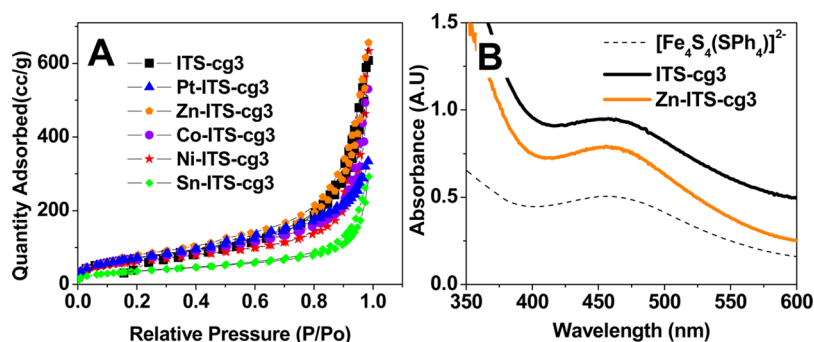 A
ITS-cg3
Pt-ITS-cg3
Zn-ITS-cg3
Co-ITS-cg3
Ni-ITS-cg3
Sn-ITS-cg3
Quantity Adsorbed(cc/g)
600
400
200
0
0.0 0.2 0.4 0.6 0.8 1.0
Relative Pressure (P/Po)
B
[Fe₄S₄(SPh₄)]²⁻
ITS-cg3
Zn-ITS-cg3
Absorbance (A.U)
1.5
1.0
0.5
0.0
350 400 450 500 550 600
Wavelength (nm)